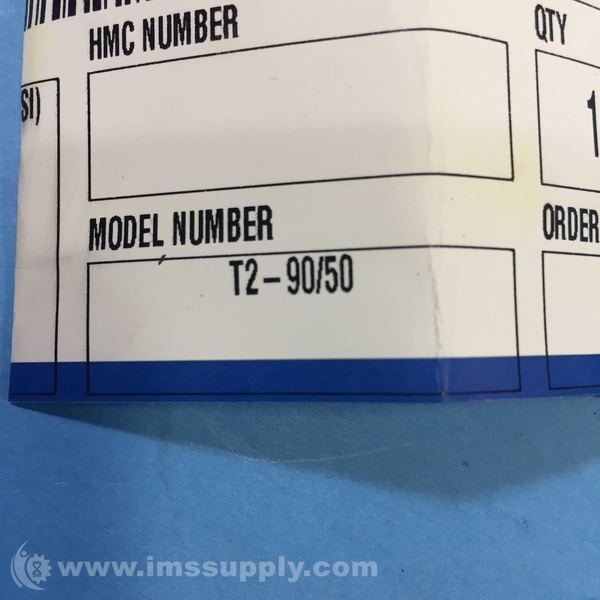 HMC NUMBER
QTY
SI)
1
MODEL NUMBER
ORDER
T2-90/50
www.imssupply.com